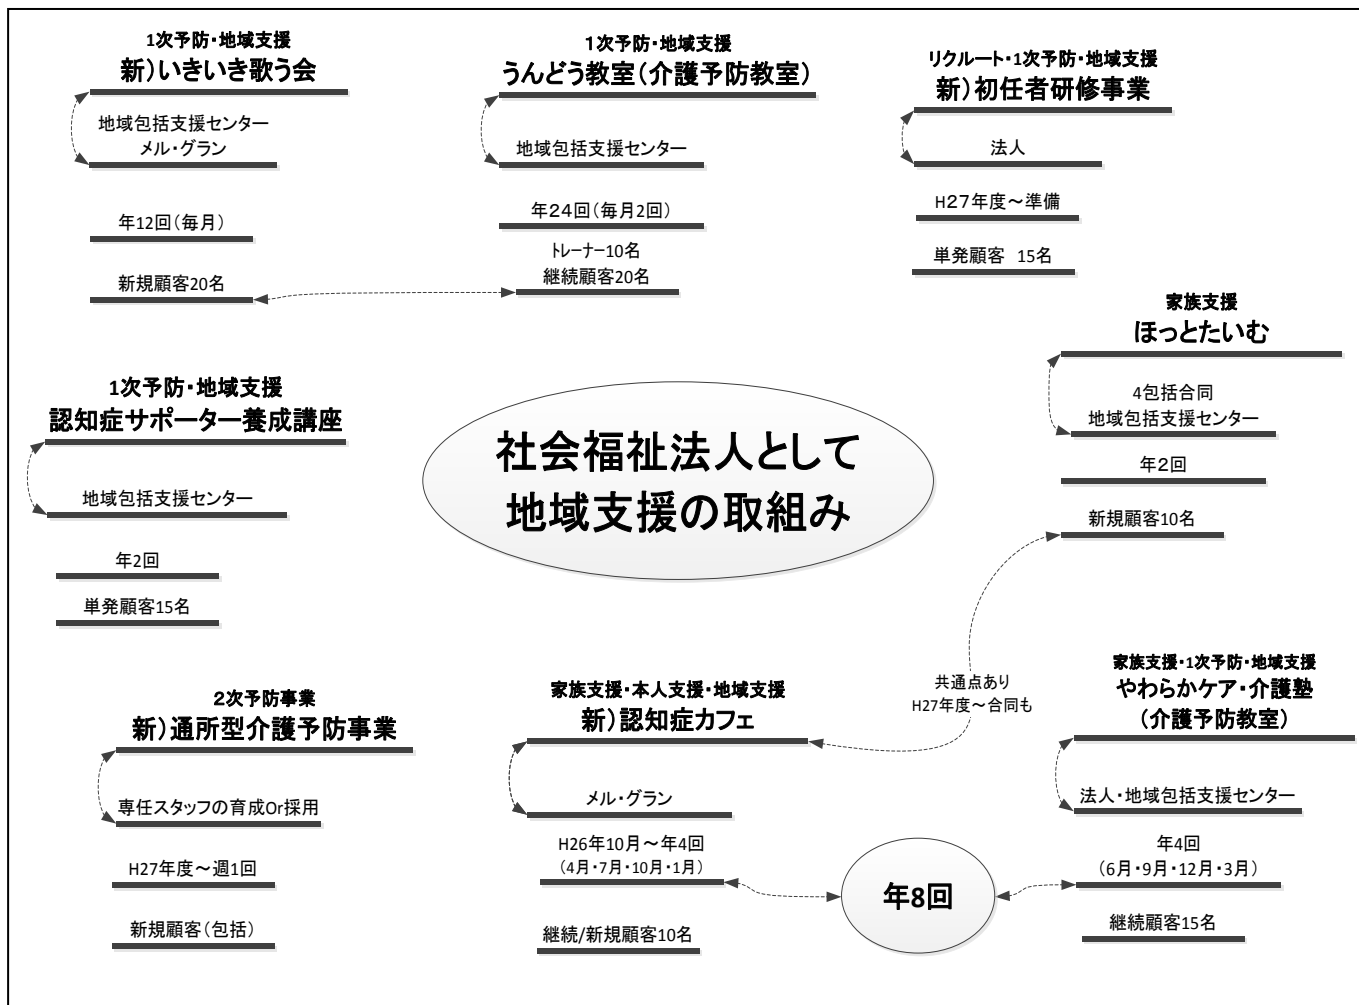 1次予防・地域支援
新)いきいき歌う会
地域包括支援センター
メル・グラン
年12回(毎月)
新規顧客20名
1次予防・地域支援
うんどう教室(介護予防教室)
地域包括支援センター
年24回(毎月2回)
トレーナー10名
継続顧客20名
リクルート・1次予防・地域支援
新)初任者研修事業
法人
H27年度～準備
単発顧客 15名
家族支援
ほっとたいむ
4包括合同
地域包括支援センター
年2回
新規顧客10名
1次予防・地域支援
認知症サポーター養成講座
地域包括支援センター
年2回
単発顧客15名
社会福祉法人として
地域支援の取組み
2次予防事業
新)通所型介護予防事業
専任スタッフの育成Or採用
H27年度～週1回
新規顧客(包括)
家族支援・本人支援・地域支援
新)認知症カフェ
メル・グラン
H26年10月～年4回
(4月・7月・10月・1月)
継続/新規顧客10名
共通点あり
H27年度～合同も
年8回
家族支援・1次予防・地域支援
やわらかケア・介護塾
(介護予防教室)
法人・地域包括支援センター
年4回
(6月・9月・12月・3月)
継続顧客15名